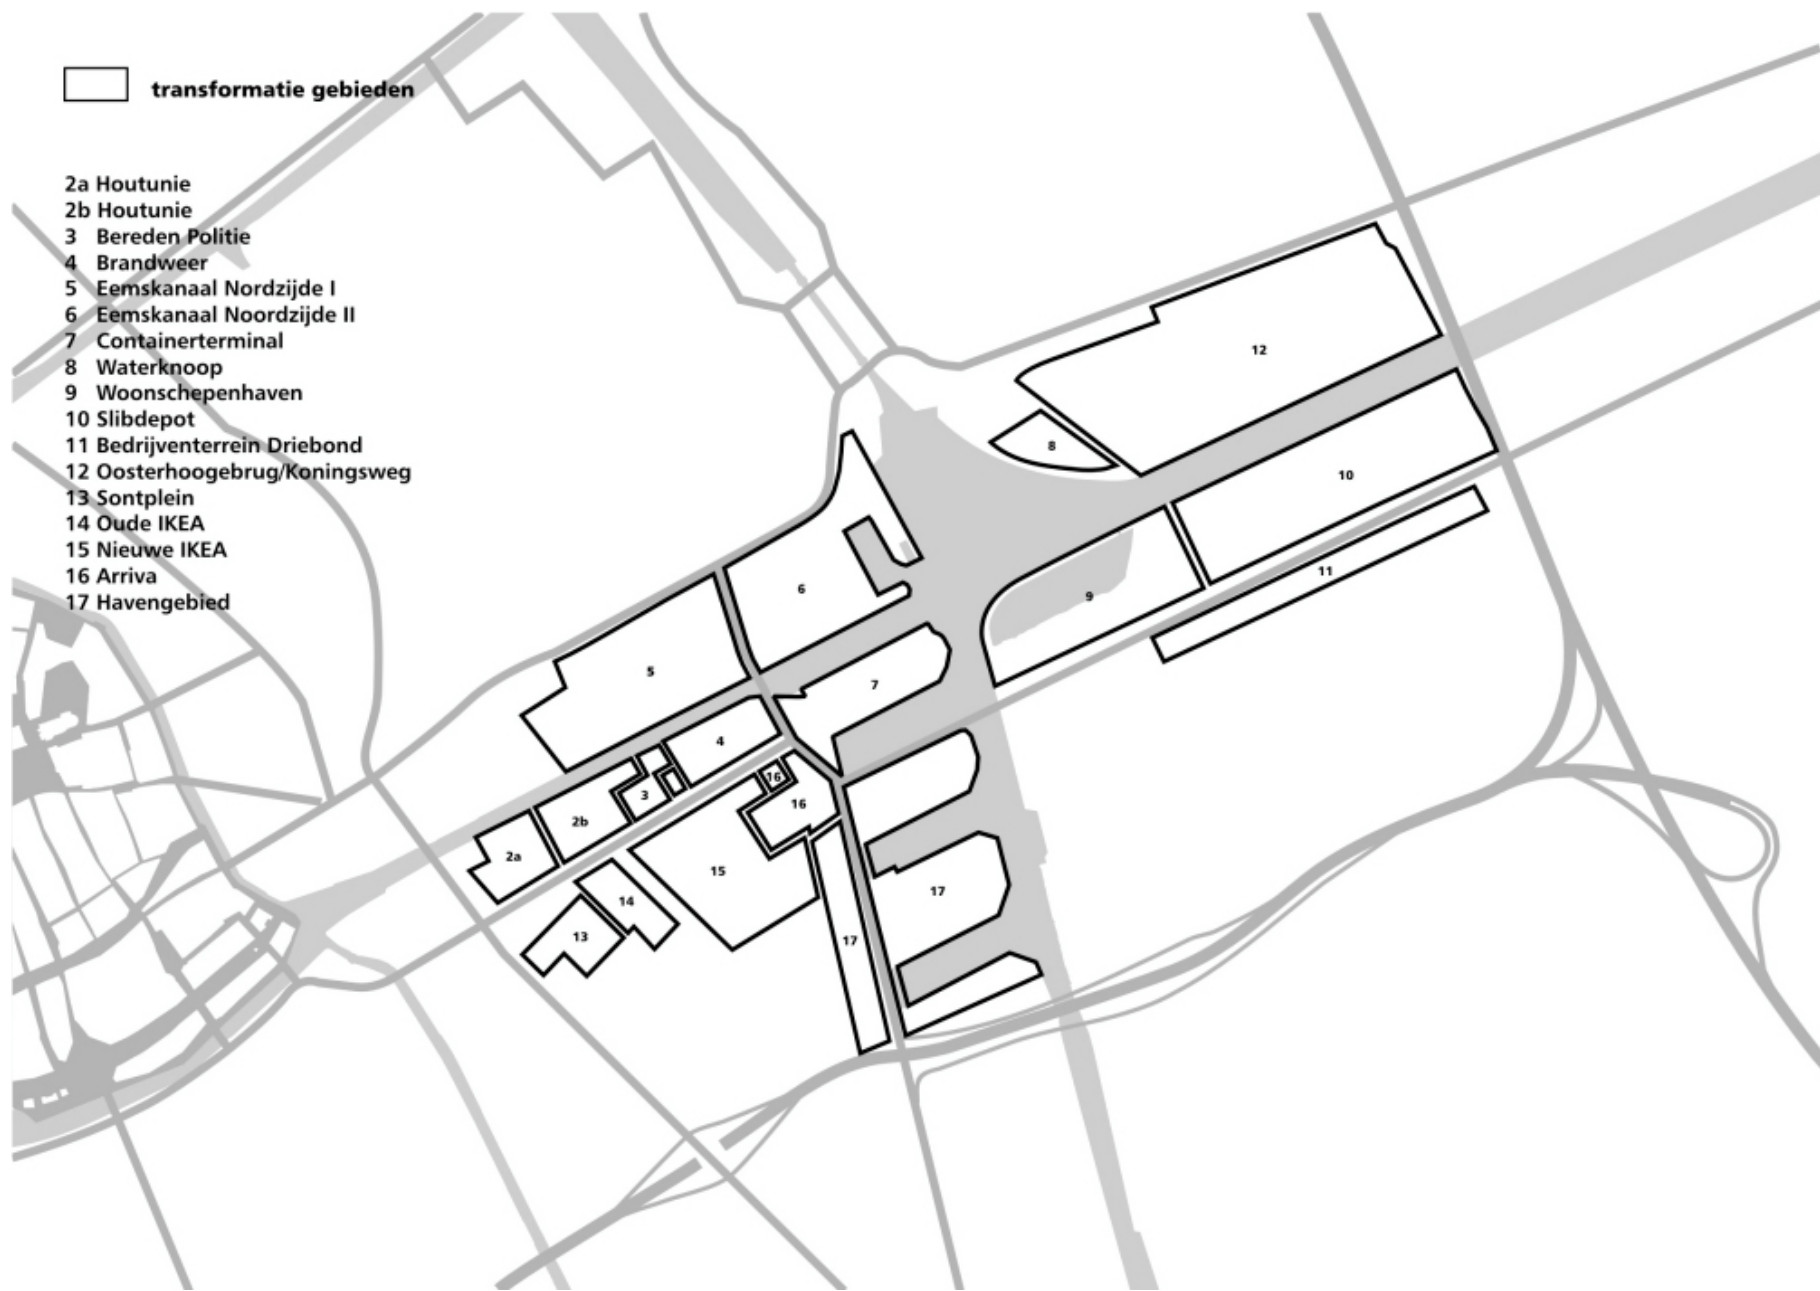 transformatie gebieden
2a Houtunie
2b Houtunie
3 Bereden Politie
4 Brandweer
5 Eemskanaal Nordzijde I
6 Eemskanaal Noordzijde II
7 Containerterminal
8 Waterknoop
9 Woonschepenhaven
10 Slibdepot
11 Bedrijventerrein Driebond
12 Oosterhoogebrug/Koningsweg
13 Sontplein
14 Oude IKEA
15 Nieuwe IKEA
16 Arriva
17 Havengebied
12
8
10
11
6
9
5
7
4
16
3
16
2b
2a
15
17
14
13
17